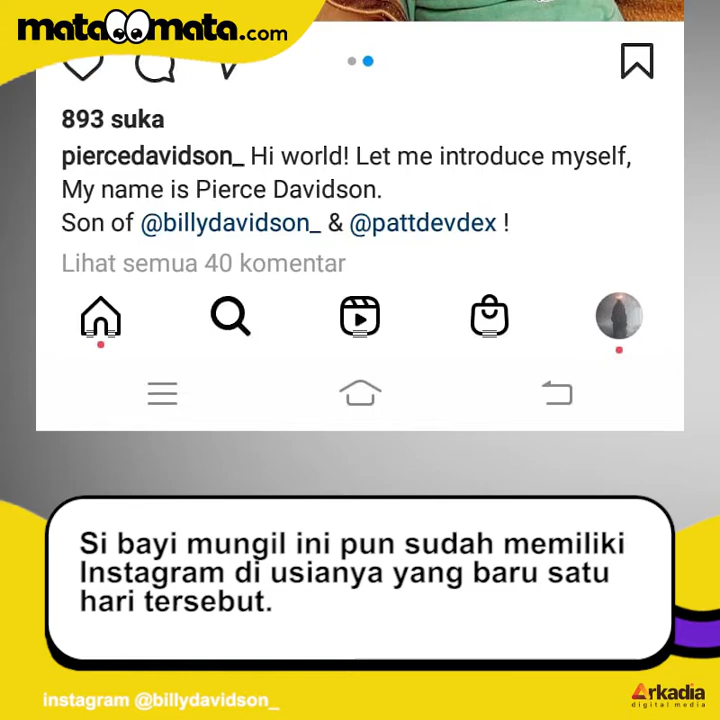 mata mata.com
893 suka
piercedavidson_ Hi world! Let me introduce myself,
My name is Pierce Davidson.
Son of @billydavidson_ & @pattdevdex !
Lihat semua 40 komentar
Si bayi mungil ini pun sudah memiliki
Instagram di usianya yang baru satu
hari tersebut.
instagram @billydavidson_
Arkadia
digital media